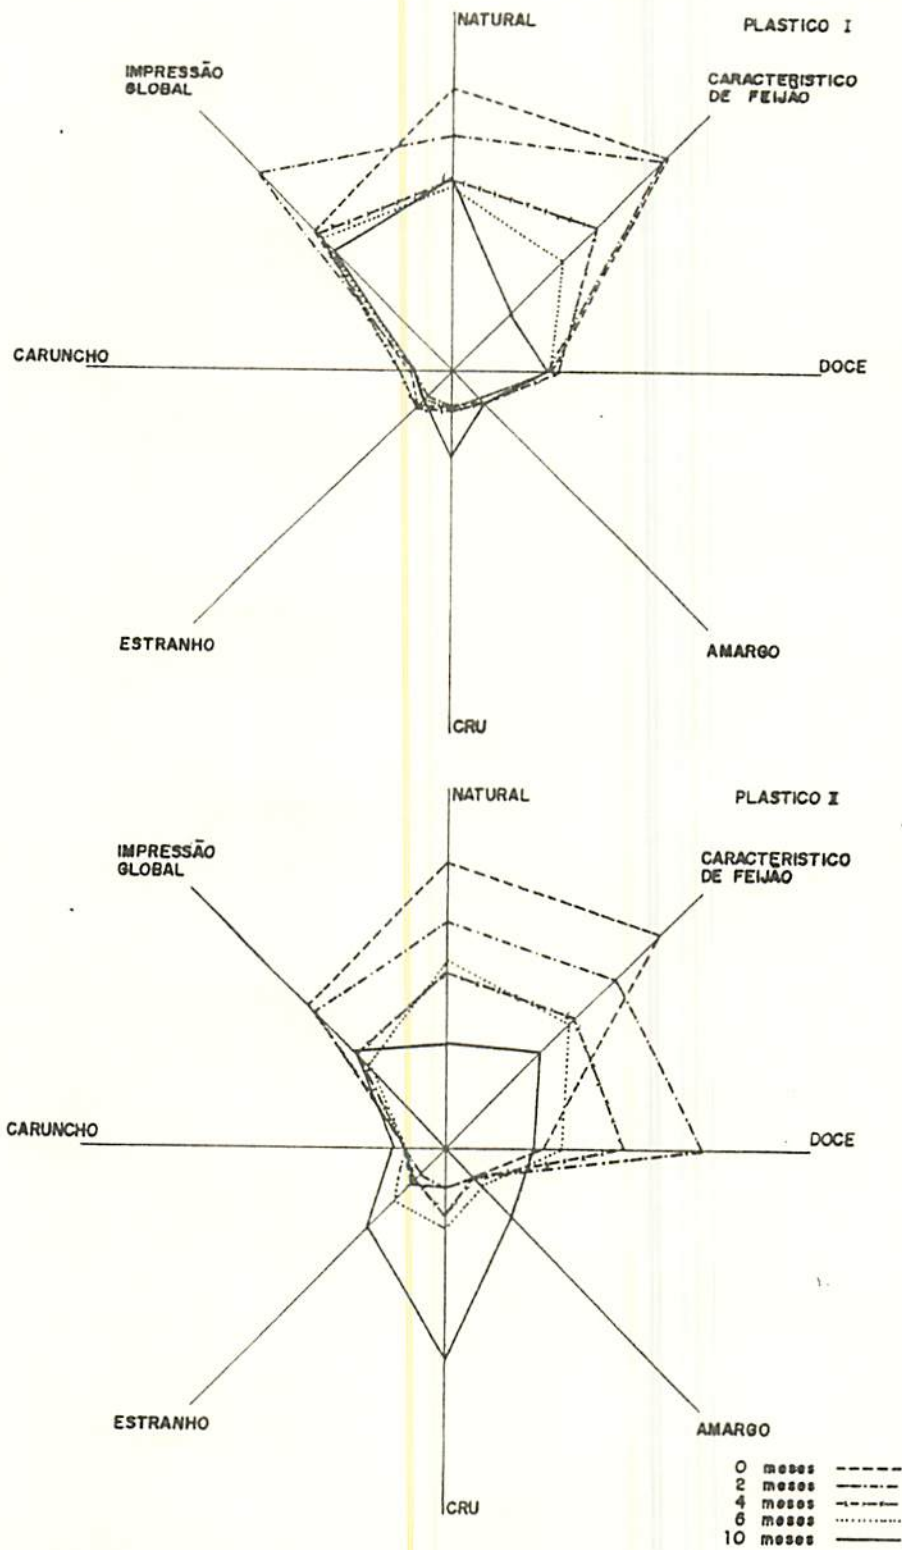 NATURAL
PLASTICO I
IMPRESSÃO
GLOBAL
CARACTERISTICO
DE FEIJÃO
CARUNCHO
DOCE
ESTRANHO
AMARGO
CRU
NATURAL
PLASTICO II
IMPRESSÃO
GLOBAL
CARACTERISTICO
DE FEIJÃO
CARUNCHO
DOCE
ESTRANHO
AMARGO
CRU
0 meses
2 meses
4 meses
6 meses
10 meses